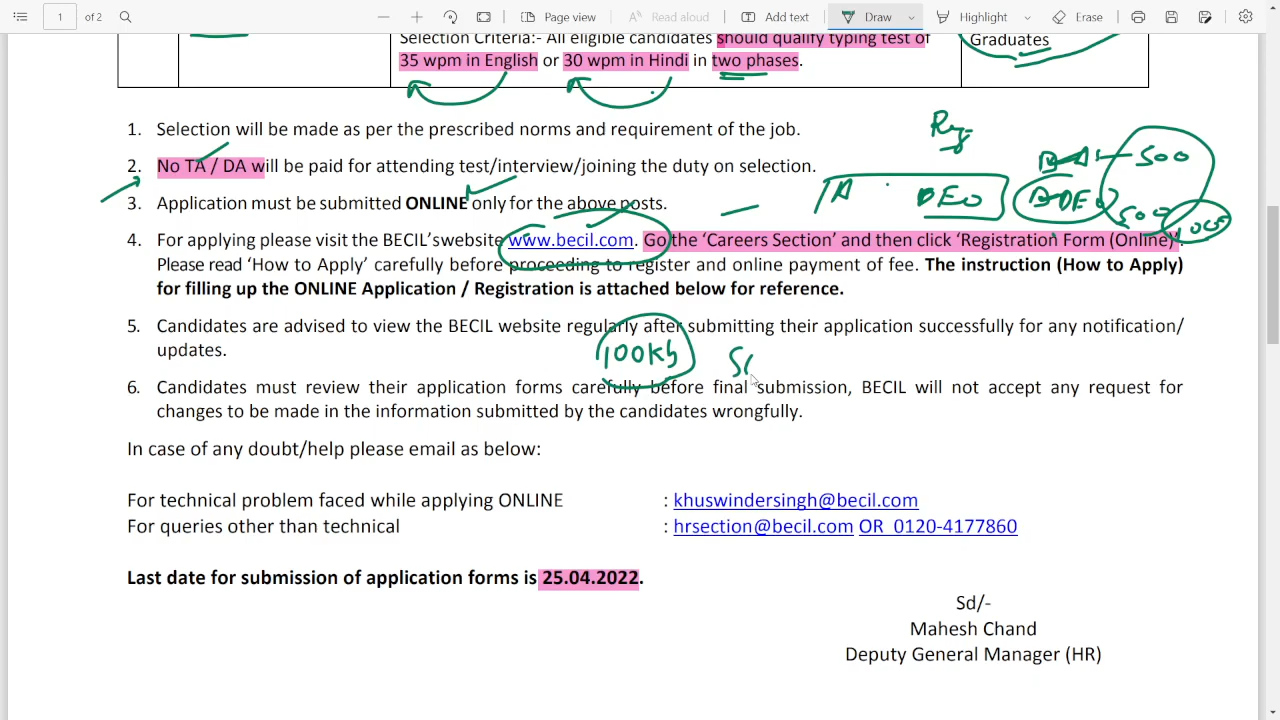 1 of 2 Page view Read aloud Add text Draw Highlight Erase
Selection Criteria:- All eligible candidates should qualify typing test of
35 wpm in English or 30 wpm in Hindi in two phases.
Graduates
1. Selection will be made as per the prescribed norms and requirement of the job.
Reg
2. No TA / DA will be paid for attending test/interview/joining the duty on selection.
500
IA DEO
DEO 500
3. Application must be submitted ONLINE only for the above posts.
4. For applying please visit the BECIL'swebsite www.becil.com. Go the 'Careers Section' and then click 'Registration Form (Online)'.
Please read 'How to Apply' carefully before proceeding to register and online payment of fee. The instruction (How to Apply)
for filling up the ONLINE Application / Registration is attached below for reference.
5. Candidates are advised to view the BECIL website regularly after submitting their application successfully for any notification/
updates.
100Kb
6. Candidates must review their application forms carefully before final submission, BECIL will not accept any request for
changes to be made in the information submitted by the candidates wrongfully.
In case of any doubt/help please email as below:
For technical problem faced while applying ONLINE : khuswindersingh@becil.com
For queries other than technical : hrsection@becil.com OR 0120-4177860
Last date for submission of application forms is 25.04.2022.
Sd/-
Mahesh Chand
Deputy General Manager (HR)